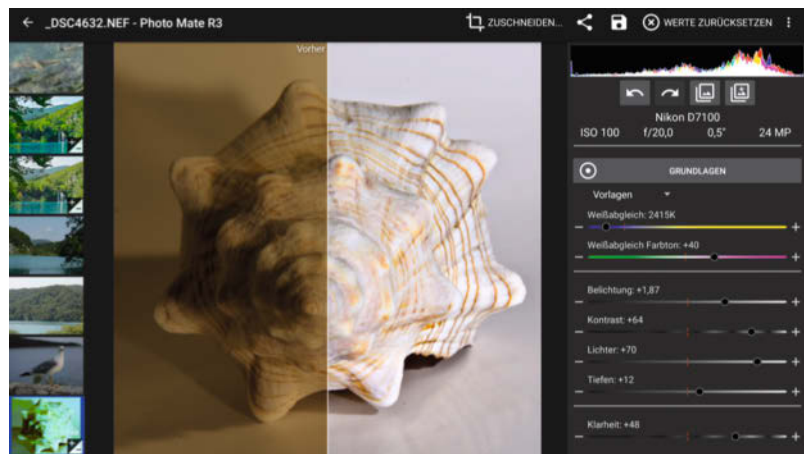 _DSC4632.NEF - Photo Mate R3
ZUSCHNEIDEN...
WERTE ZURÜCKSETZEN
Vorher
Nikon D7100
ISO 100 f/20,0 0,5" 24 MP
GRUNDLAGEN
Vorlagen
Weißabgleich: 2415K
Weißabgleich Farbton: +40
Belichtung: +1,87
Kontrast: +64
Lichter: +70
Tiefen: +12
Klarheit: +48